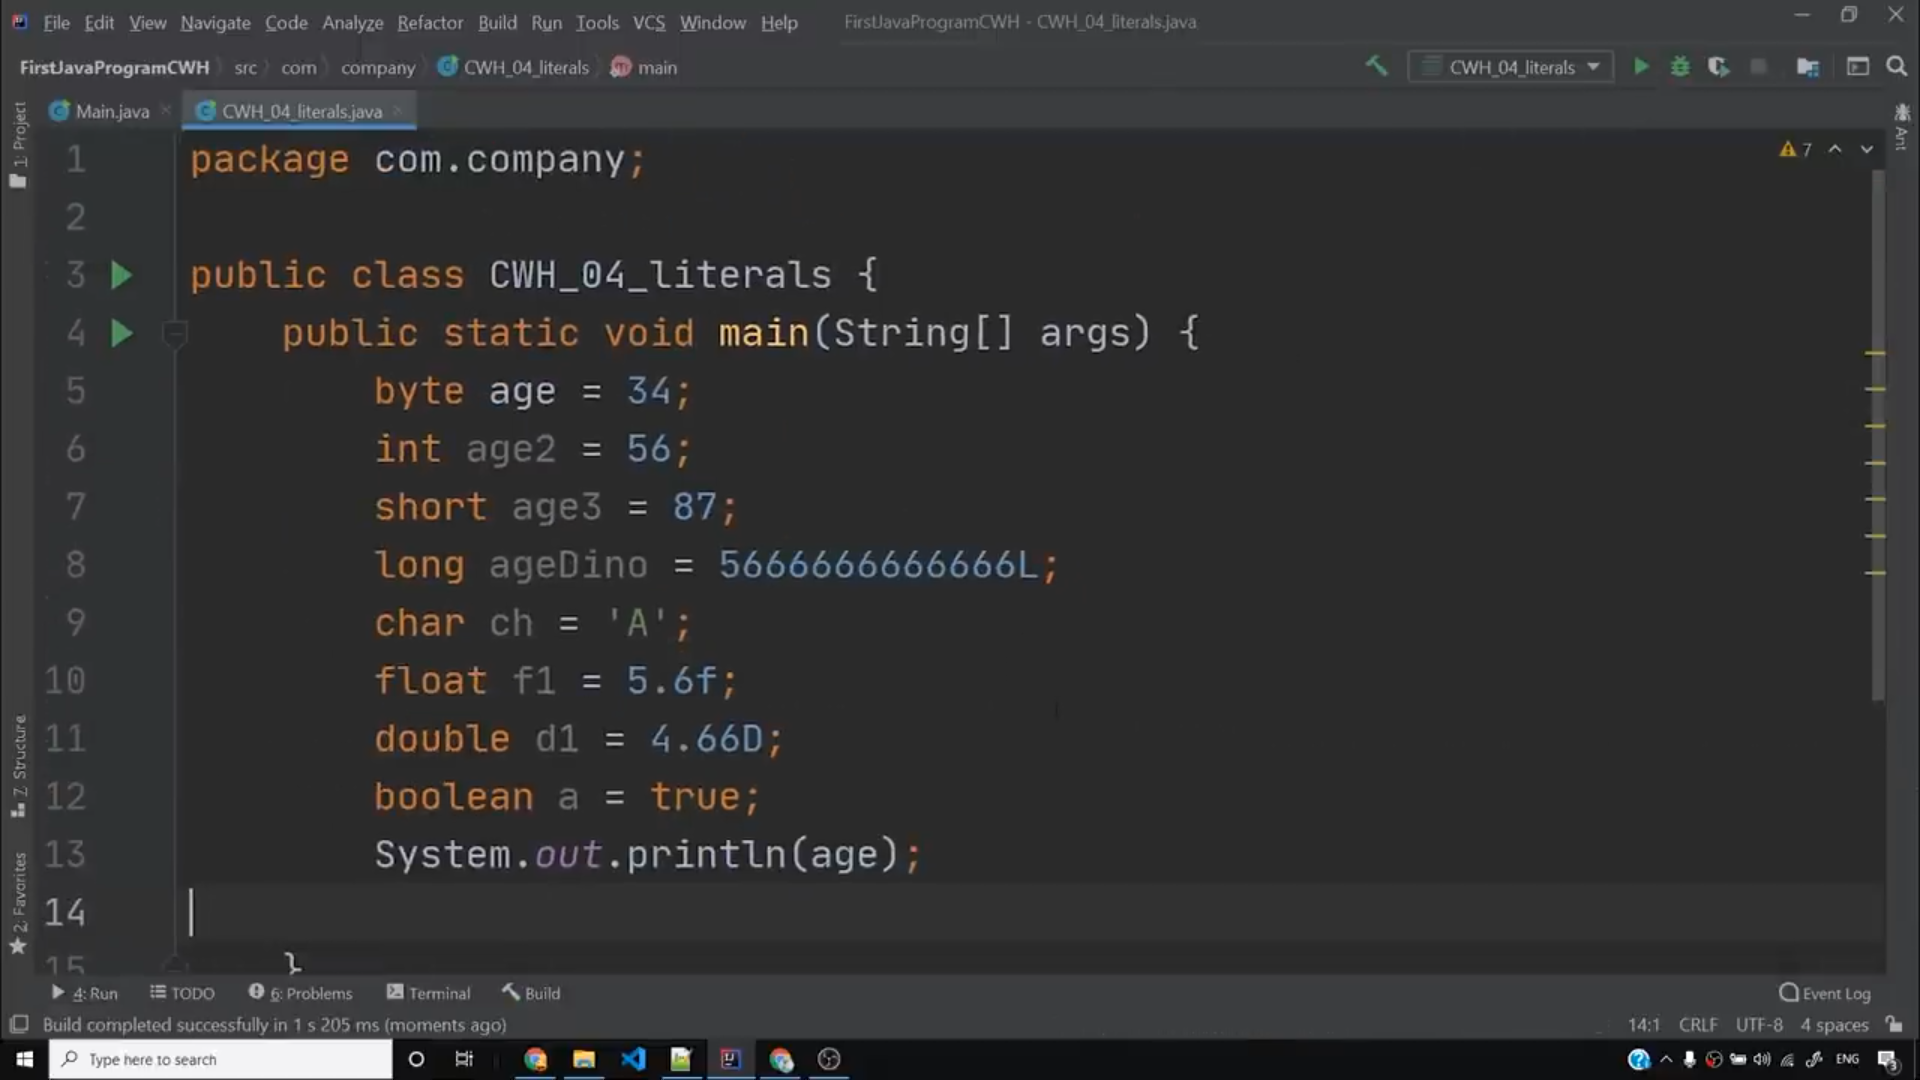 File Edit View Navigate Code Analyze Refactor Build Run Tools VCS Window Help FirstJavaProgramCWH - CWH_04_literals.java
FirstJavaProgramCWH src com company CWH_04_literals main CWH_04_literals
Main.java CWH_04_literals.java
1: Project
Ant
7
1 package com.company;
2
3 public class CWH_04_literals {
4 public static void main(String[] args) {
5 byte age = 34;
6 int age2 = 56;
7 short age3 = 87;
8 long ageDino = 5666666666666L;
9 char ch = 'A';
10 float f1 = 5.6f;
11 double d1 = 4.66D;
12 boolean a = true;
13 System.out.println(age);
14
15 }
7: Structure
2: Favorites
4: Run TODO 6: Problems Terminal Build Event Log
Build completed successfully in 1 s 205 ms (moments ago) 14:1 CRLF UTF-8 4 spaces
Type here to search ENG 3